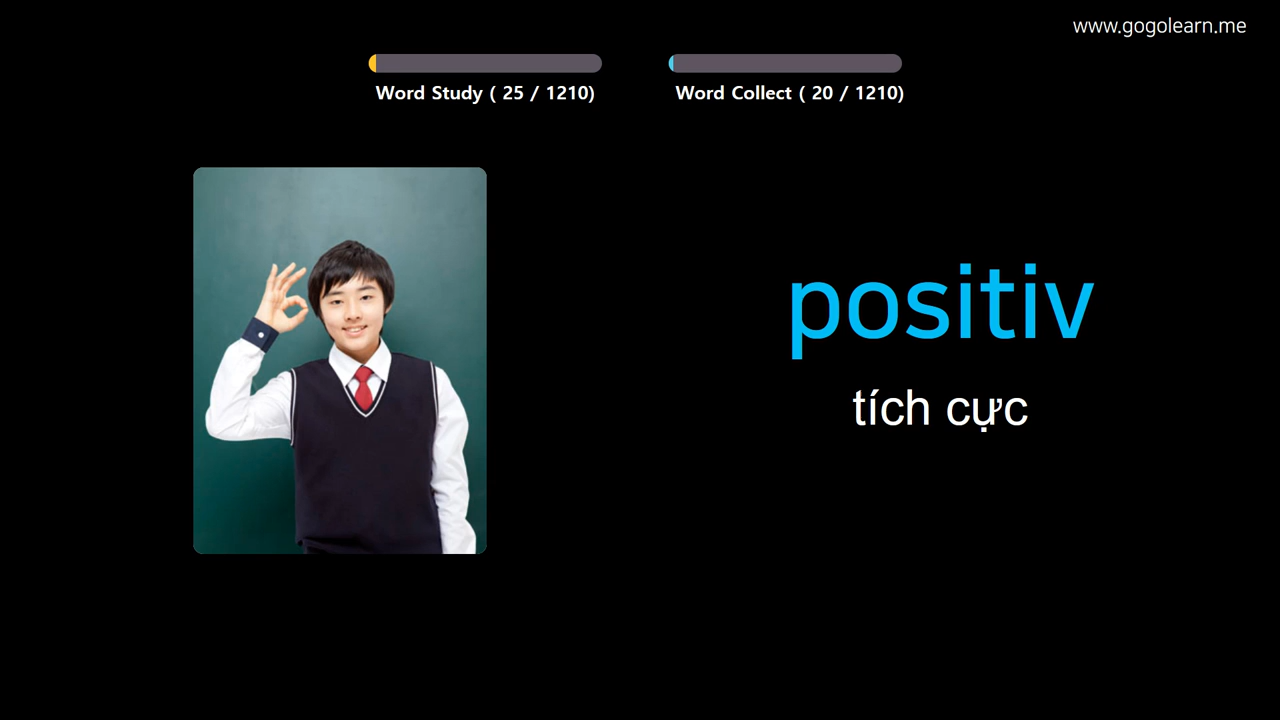 www.gogolearn.me
Word Study ( 25 / 1210)
Word Collect ( 20 / 1210)
positiv
tích cực